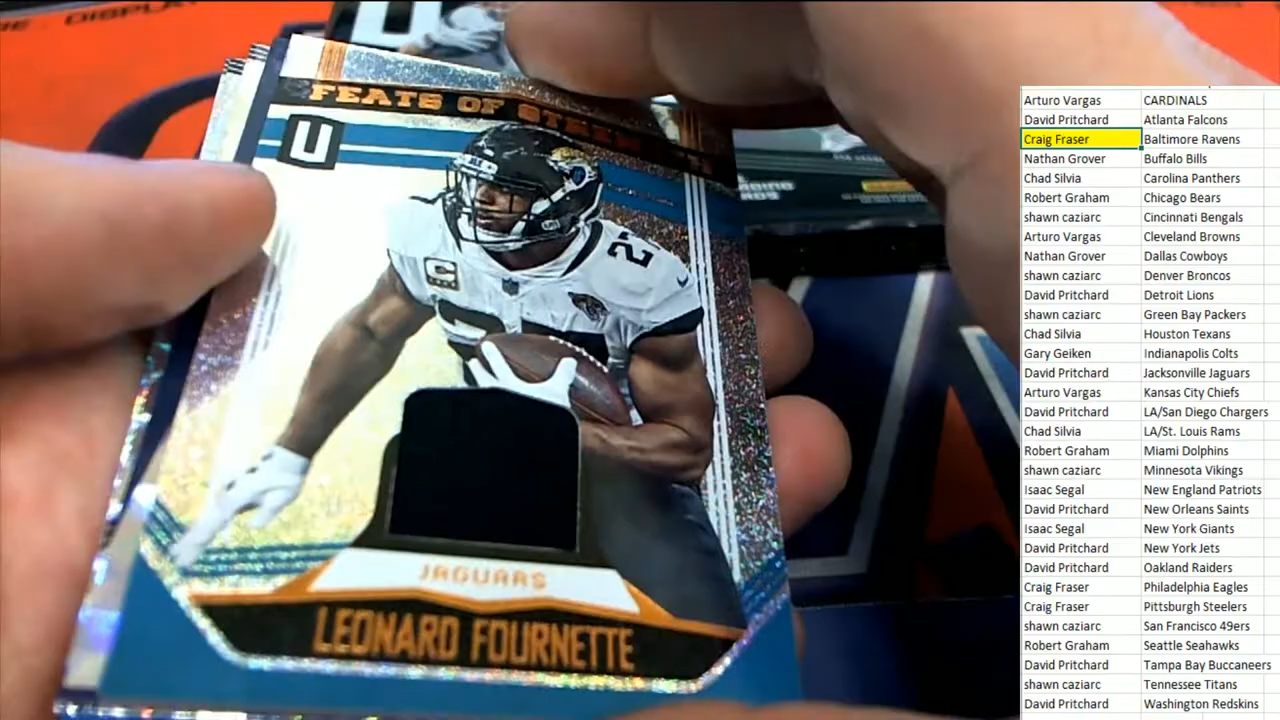 FEATS OF
U
27
C
JAGUARS
LEONARD FOURNETTE
Arturo Vargas CARDINALS
David Pritchard Atlanta Falcons
Craig Fraser Baltimore Ravens
Nathan Grover Buffalo Bills
Chad Silvia Carolina Panthers
Robert Graham Chicago Bears
shawn caziarc Cincinnati Bengals
Arturo Vargas Cleveland Browns
Nathan Grover Dallas Cowboys
shawn caziarc Denver Broncos
David Pritchard Detroit Lions
shawn caziarc Green Bay Packers
Chad Silvia Houston Texans
Gary Geiken Indianapolis Colts
David Pritchard Jacksonville Jaguars
Arturo Vargas Kansas City Chiefs
David Pritchard LA/San Diego Chargers
Chad Silvia LA/St. Louis Rams
Robert Graham Miami Dolphins
shawn caziarc Minnesota Vikings
Isaac Segal New England Patriots
David Pritchard New Orleans Saints
Isaac Segal New York Giants
David Pritchard New York Jets
David Pritchard Oakland Raiders
Craig Fraser Philadelphia Eagles
Craig Fraser Pittsburgh Steelers
shawn caziarc San Francisco 49ers
Robert Graham Seattle Seahawks
David Pritchard Tampa Bay Buccaneers
shawn caziarc Tennessee Titans
David Pritchard Washington Redskins